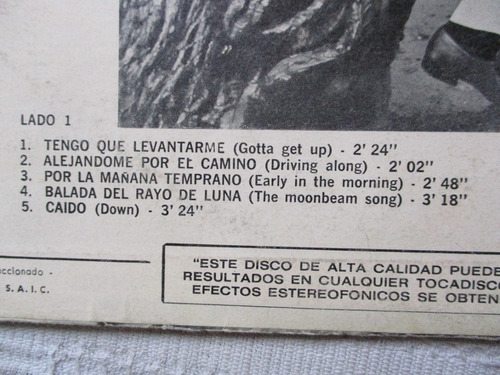 LADO 1
1. TENGO QUE LEVANTARME (Gotta get up) - 2' 24"
2. ALEJANDOME POR EL CAMINO (Driving along) - 2' 02"
3. POR LA MAÑANA TEMPRANO (Early in the morning) - 2' 48"
4. BALADA DEL RAYO DE LUNA (The moonbeam song) - 3' 18"
5. CAIDO (Down) - 3' 24"
ccionado -
S. A. I. C.
"ESTE DISCO DE ALTA CALIDAD PUEDE
RESULTADOS EN CUALQUIER TOCADISCO
EFECTOS ESTEREOFONICOS SE OBTEN